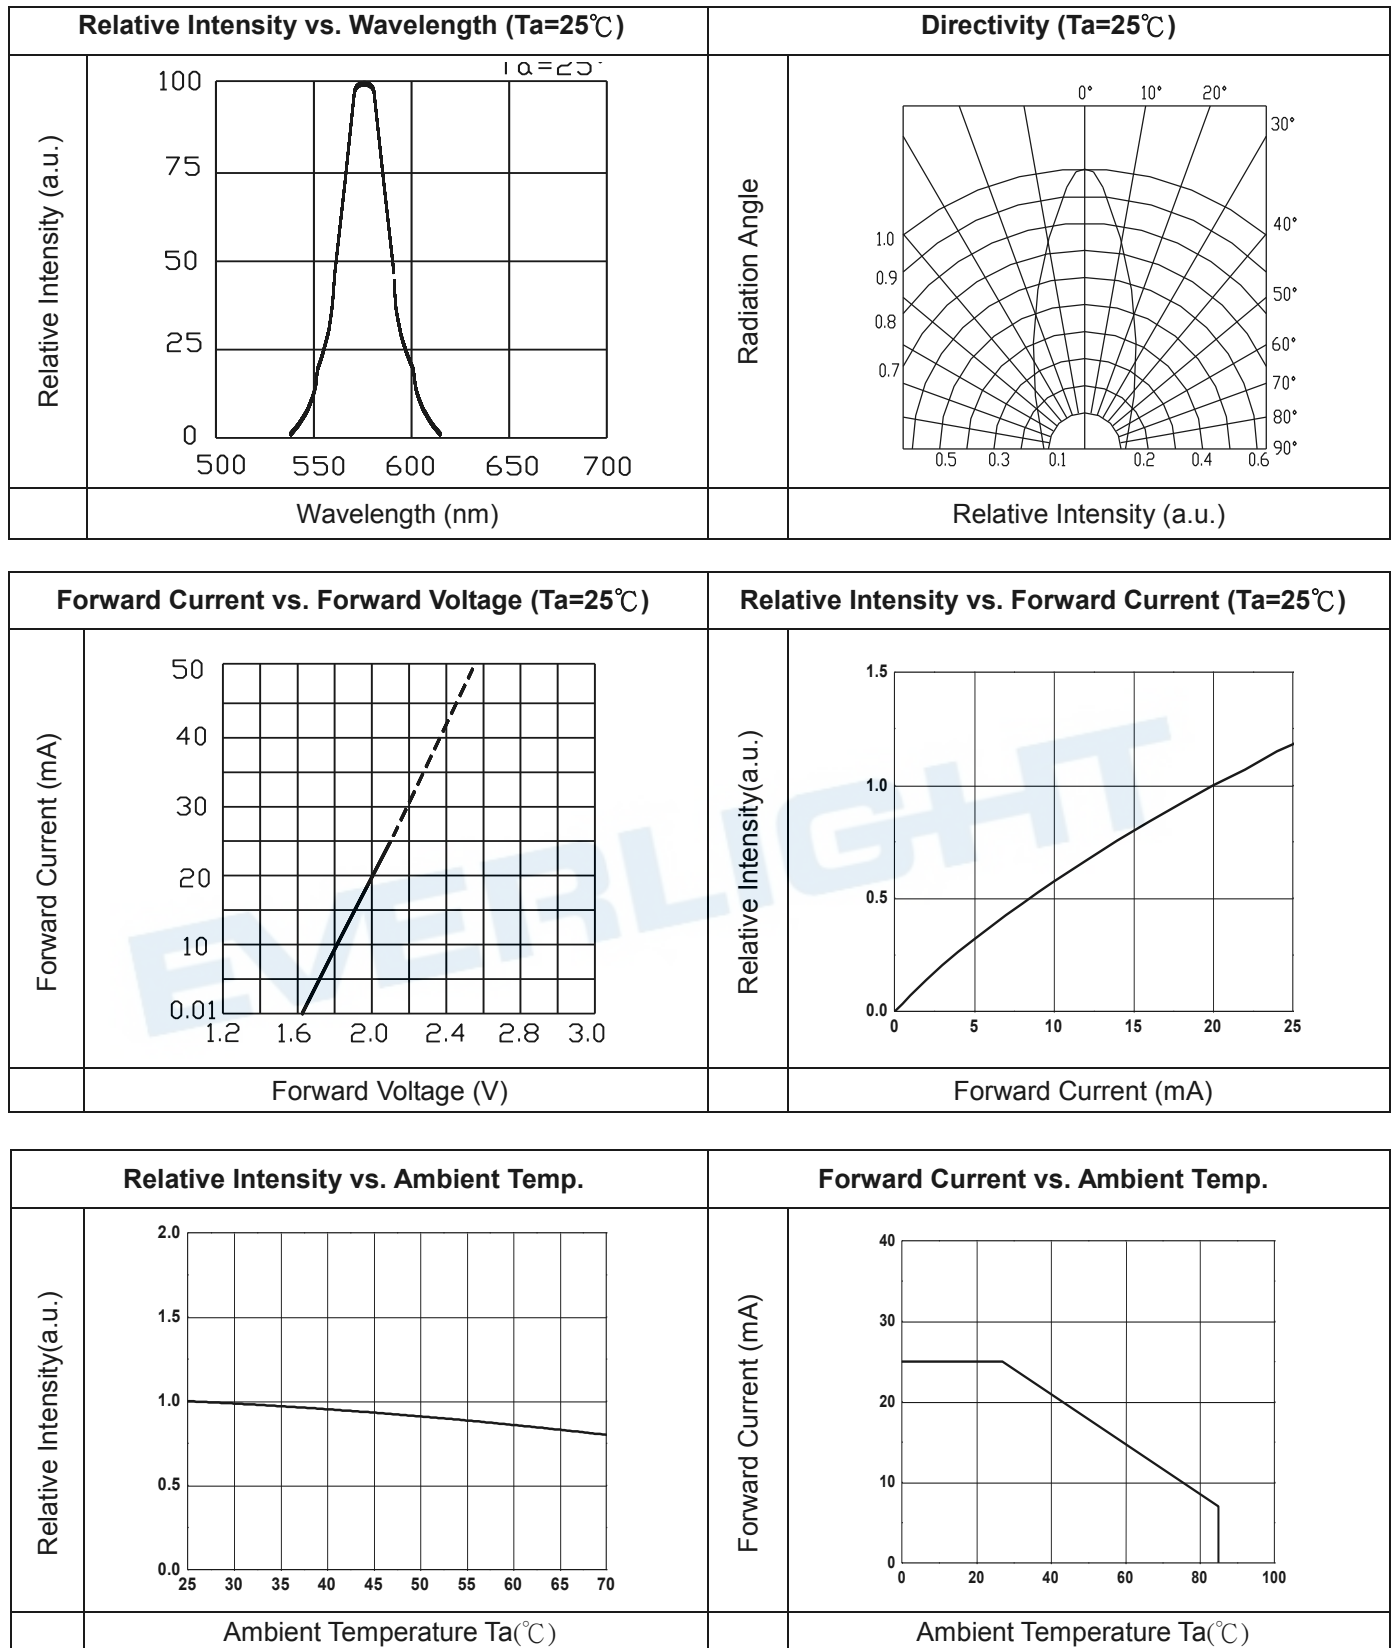 Relative Intensity vs. Wavelength (Ta=25℃)
Directivity (Ta=25℃)
Relative Intensity (a.u.)
Ta=25°
100
75
50
25
0
500 550 600 650 700
Wavelength (nm)
Radiation Angle
0° 10° 20°
30°
40°
50°
60°
70°
80°
90°
1.0
0.9
0.8
0.7
0.5 0.3 0.1 0.2 0.4 0.6
Relative Intensity (a.u.)
Forward Current vs. Forward Voltage (Ta=25℃)
Relative Intensity vs. Forward Current (Ta=25℃)
Forward Current (mA)
50
40
30
20
10
0.01
1.2 1.6 2.0 2.4 2.8 3.0
Forward Voltage (V)
Relative Intensity(a.u.)
1.5
1.0
0.5
0.0
0 5 10 15 20 25
Forward Current (mA)
EVERLIGHT
Relative Intensity vs. Ambient Temp.
Forward Current vs. Ambient Temp.
Relative Intensity(a.u.)
2.0
1.5
1.0
0.5
0.0
25 30 35 40 45 50 55 60 65 70
Ambient Temperature Ta(℃)
Forward Current (mA)
40
30
20
10
0
0 20 40 60 80 100
Ambient Temperature Ta(℃)